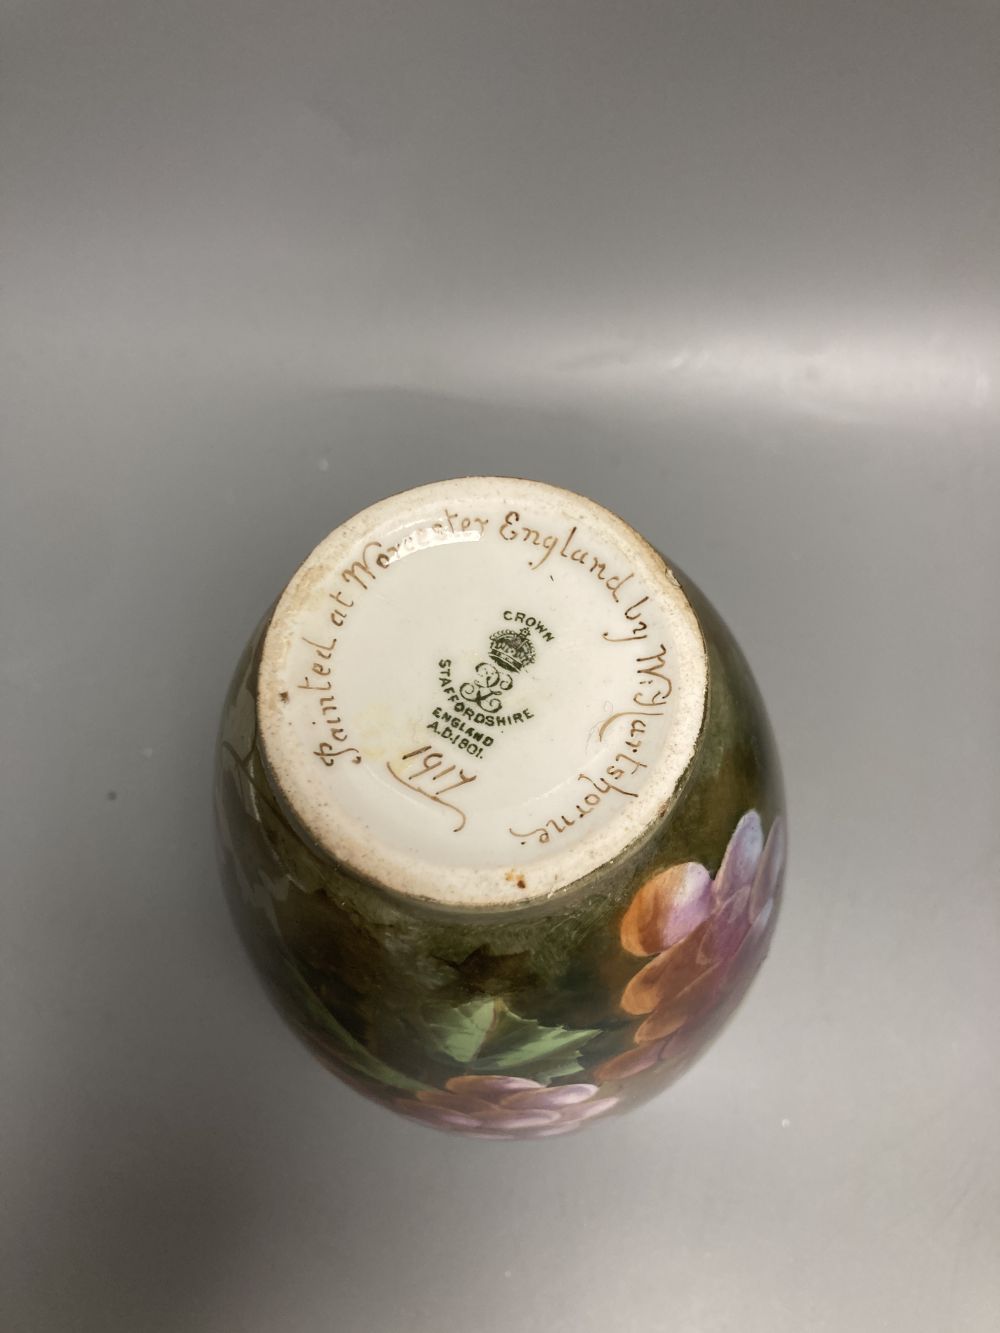 Painted at Worcester England by W. Hartshorne.
CROWN
STAFFORDSHIRE
ENGLAND
A.D.1801.
1917